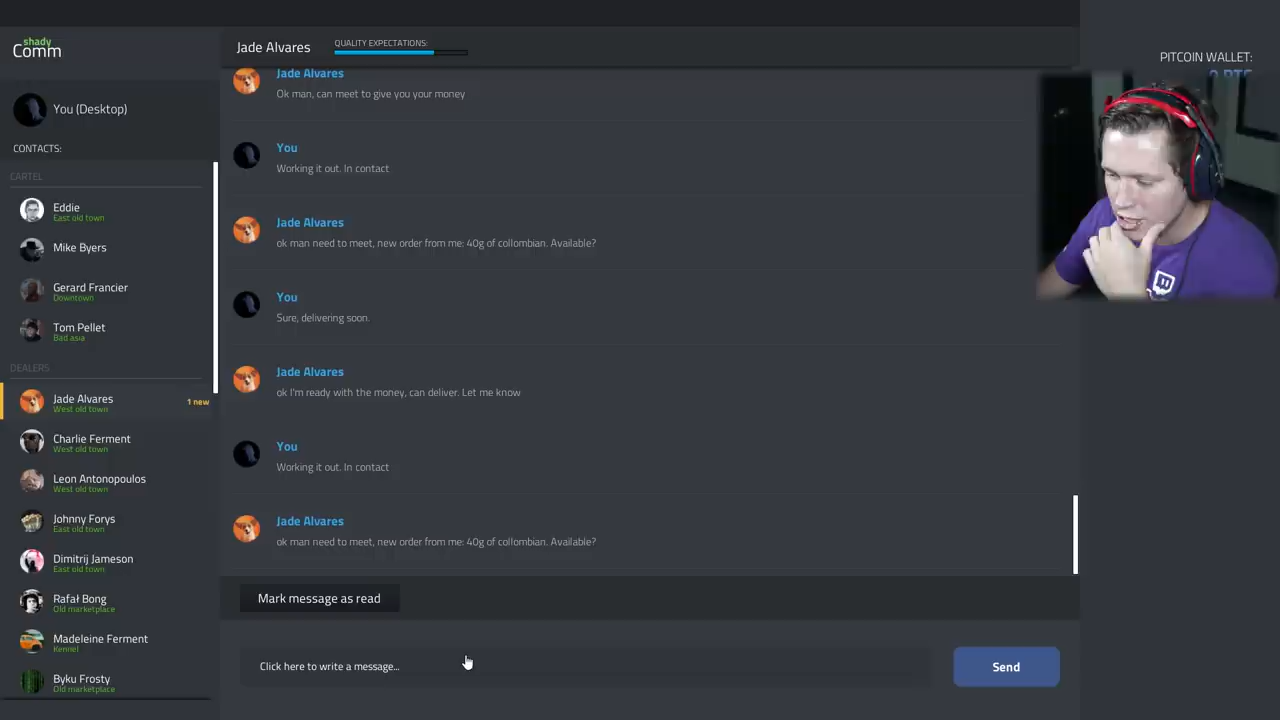 shady
Comm
You (Desktop)
CONTACTS:
CARTEL
Eddie
East old town
Mike Byers
Gerard Francier
Downtown
Tom Pellet
Bad asia
DEALERS
Jade Alvares
West old town
1 new
Charlie Ferment
West old town
Leon Antonopoulos
West old town
Johnny Forys
East old town
Dimitrij Jameson
East old town
Rafał Bong
Old marketplace
Madeleine Ferment
Kennel
Byku Frosty
Old marketplace
Jade Alvares
QUALITY EXPECTATIONS:
Jade Alvares
Ok man, can meet to give you your money
You
Working it out. In contact
Jade Alvares
ok man need to meet, new order from me: 40g of collombian. Available?
You
Sure, delivering soon.
Jade Alvares
ok I'm ready with the money, can deliver. Let me know
You
Working it out. In contact
Jade Alvares
ok man need to meet, new order from me: 40g of collombian. Available?
Mark message as read
Click here to write a message...
Send
PITCOIN WALLET: